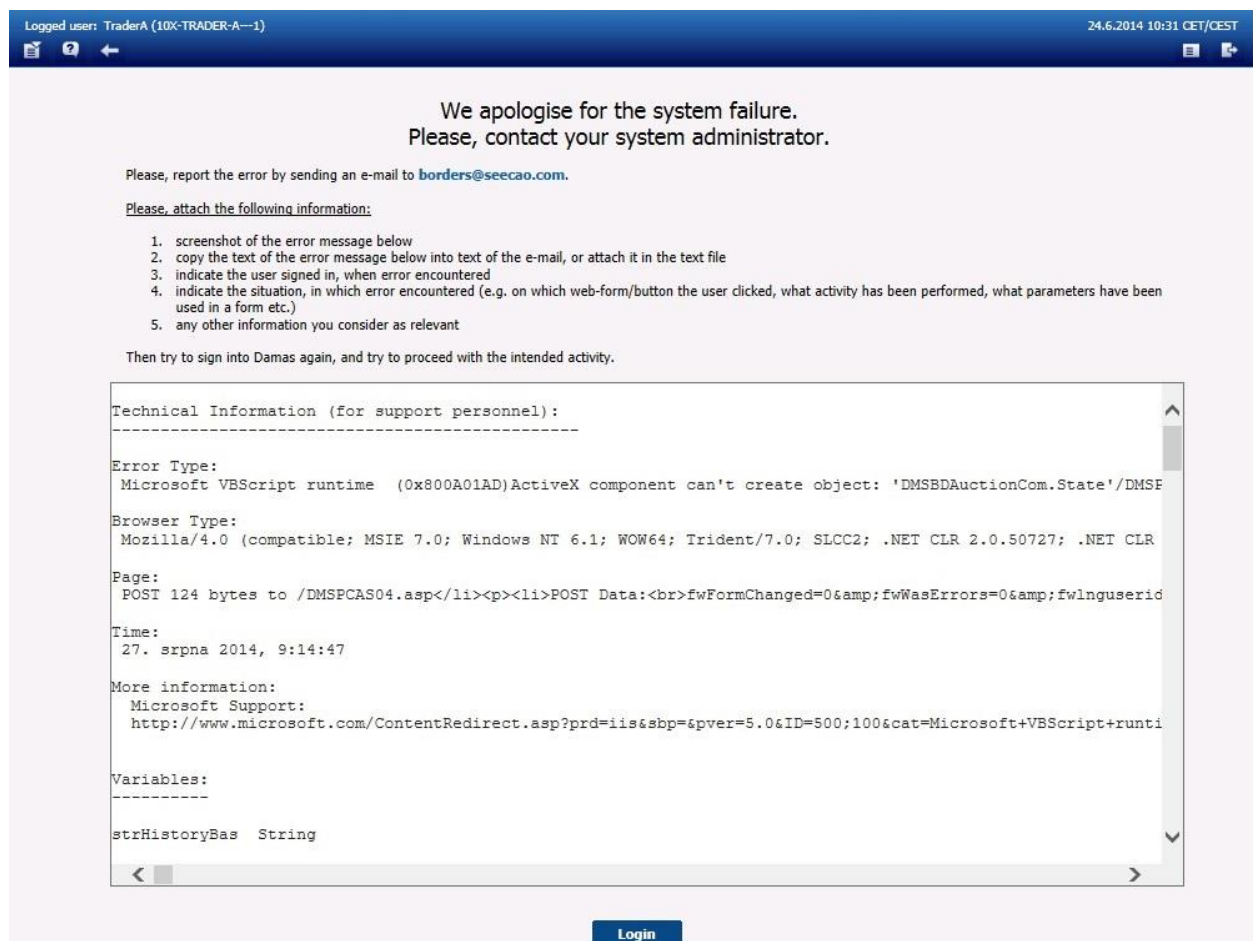 Logged user: TraderA (10X-TRADER-A---1)
24.6.2014 10:31 CET/CEST
We apologise for the system failure.
Please, contact your system administrator.
Please, report the error by sending an e-mail to borders@seecao.com.
Please, attach the following information:
1. screenshot of the error message below
2. copy the text of the error message below into text of the e-mail, or attach it in the text file
3. indicate the user signed in, when error encountered
4. indicate the situation, in which error encountered (e.g. on which web-form/button the user clicked, what activity has been performed, what parameters have been
used in a form etc.)
5. any other information you consider as relevant
Then try to sign into Damas again, and try to proceed with the intended activity.
Technical Information (for support personnel):
------------------------------------------------
Error Type:
Microsoft VBScript runtime (0x800A01AD)ActiveX component can't create object: 'DMSBDAuctionCom.State'/DMSP
Browser Type:
Mozilla/4.0 (compatible; MSIE 7.0; Windows NT 6.1; WOW64; Trident/7.0; SLCC2; .NET CLR 2.0.50727; .NET CLR
Page:
POST 124 bytes to /DMSPCAS04.asp</li><p><li>POST Data:<br>fwFormChanged=0&amp;fwWasErrors=0&amp;fwlnguserid
Time:
27. srpna 2014, 9:14:47
More information:
Microsoft Support:
http://www.microsoft.com/ContentRedirect.asp?prd=iis&sbp=&pver=5.0&ID=500;100&cat=Microsoft+VBScript+runti
Variables:
----------
strHistoryBas String
Login